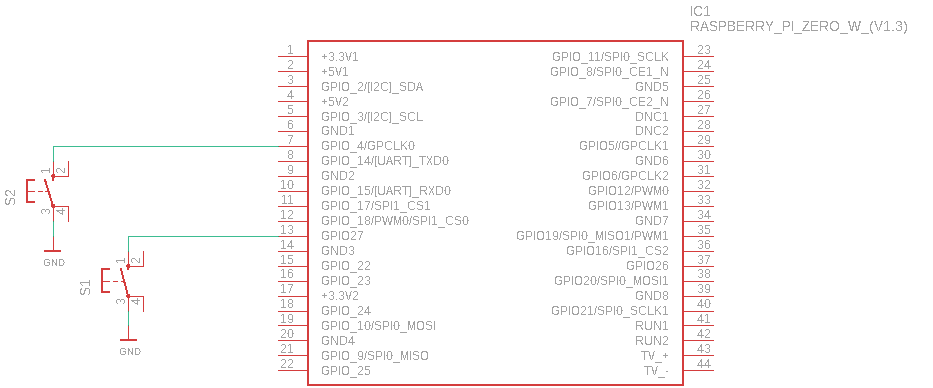 IC1
RASPBERRY_PI_ZERO_W_(V1.3)
1 +3.3V1 GPIO_11/SPI0_SCLK 23
2 +5V1 GPIO_8/SPI0_CE1_N 24
3 GPIO_2/[I2C]_SDA GND5 25
4 +5V2 GPIO_7/SPI0_CE2_N 26
5 GPIO_3/[I2C]_SCL DNC1 27
6 GND1 DNC2 28
7 GPIO_4/GPCLK0 GPIO5//GPCLK1 29
8 GPIO_14/[UART]_TXD0 GND6 30
9 GND2 GPIO6/GPCLK2 31
10 GPIO_15/[UART]_RXD0 GPIO12/PWM0 32
11 GPIO_17/SPI1_CS1 GPIO13/PWM1 33
12 GPIO_18/PWM0/SPI1_CS0 GND7 34
13 GPIO27 GPIO19/SPI0_MISO1/PWM1 35
14 GND3 GPIO16/SPI1_CS2 36
15 GPIO_22 GPIO26 37
16 GPIO_23 GPIO20/SPI0_MOSI1 38
17 +3.3V2 GND8 39
18 GPIO_24 GPIO21/SPI0_SCLK1 40
19 GPIO_10/SPI0_MOSI RUN1 41
20 GND4 RUN2 42
21 GPIO_9/SPI0_MISO TV_+ 43
22 GPIO_25 TV_- 44
S2
1 2
3 4
GND
S1
1 2
3 4
GND